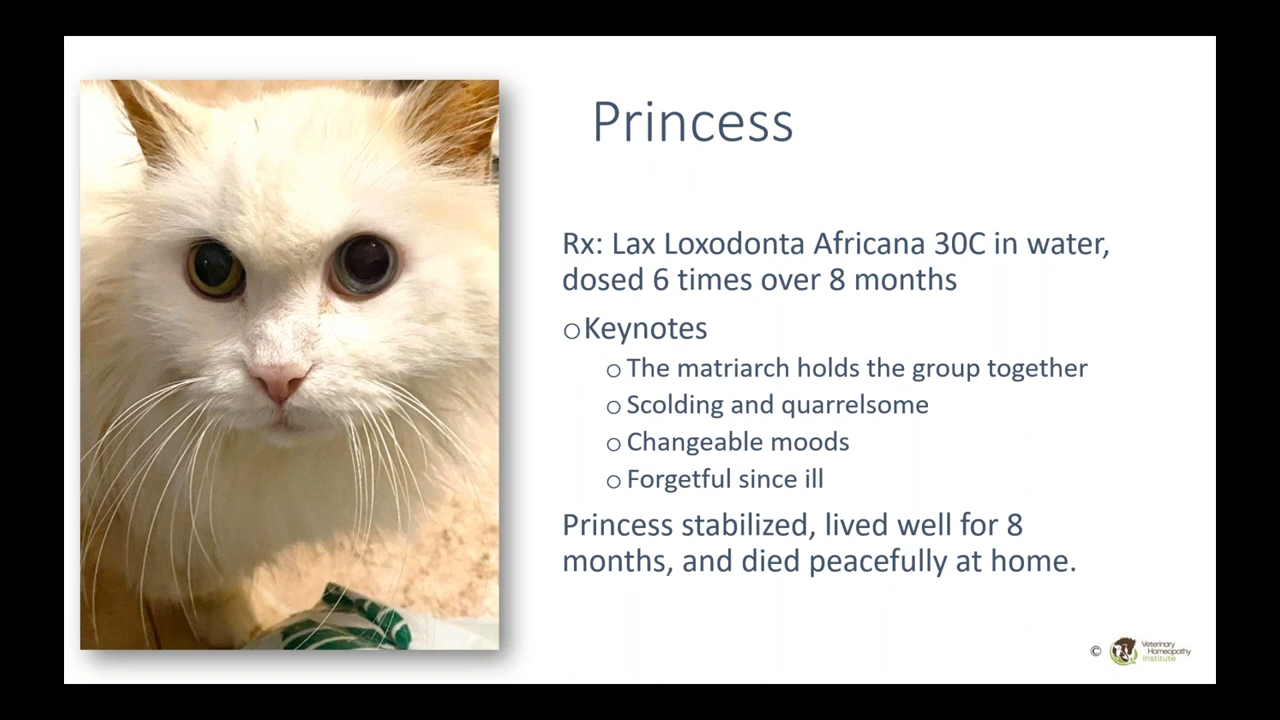 Princess
Rx: Lax Loxodonta Africana 30C in water,
dosed 6 times over 8 months
oKeynotes
o The matriarch holds the group together
o Scolding and quarrelsome
o Changeable moods
o Forgetful since ill
Princess stabilized, lived well for 8
months, and died peacefully at home.
© Veterinary
Homeopathy
Institute